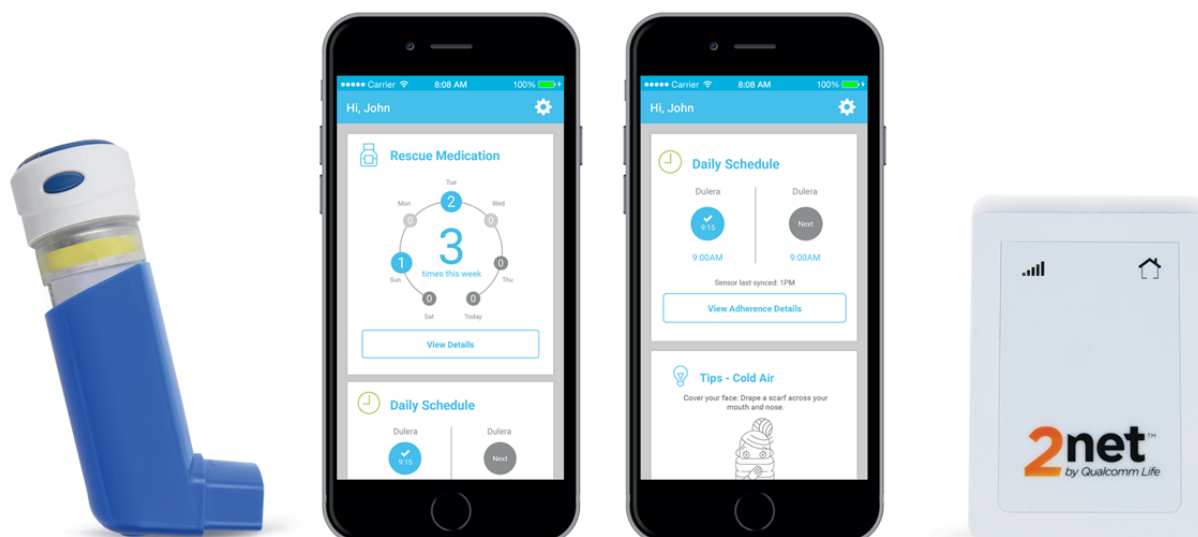 Carrier 8:08 AM 100%
Hi, John
Rescue Medication
Tue
Mon 2 Wed
0 0
3
times this week
1 0
Sun Thu
0 0
Sat Today
View Details
Daily Schedule
Dulera Dulera
9:15 Next
Carrier 8:08 AM 100%
Hi, John
Daily Schedule
Dulera Dulera
9:15 Next
9:00AM 9:00AM
Sensor last synced: 1PM
View Adherence Details
Tips - Cold Air
Cover your face: Drape a scarf across your
mouth and nose.
2net™
by Qualcomm Life